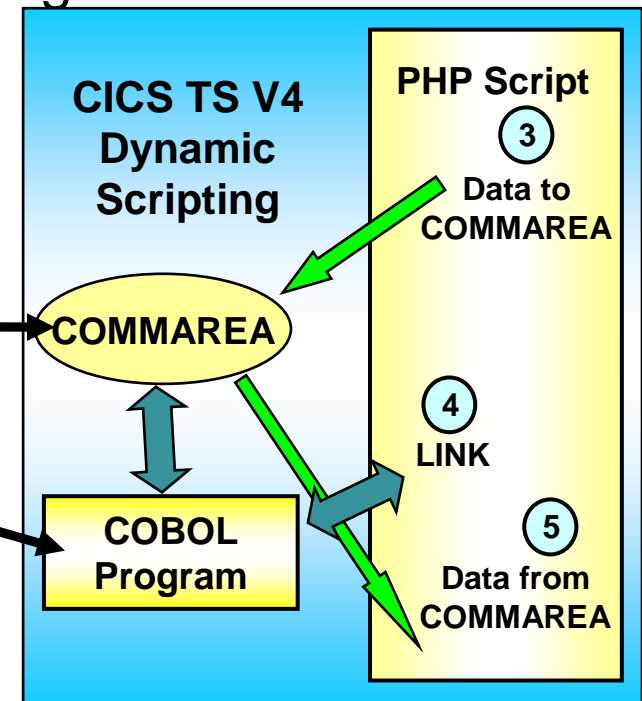 g
CICS TS V4
Dynamic
Scripting
PHP Script
3
Data to
COMMAREA
COMMAREA
4
LINK
COBOL
Program
5
Data from
COMMAREA